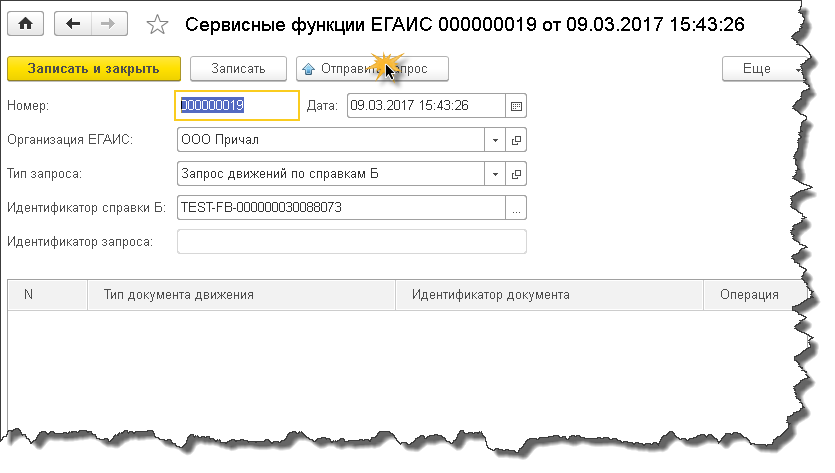 Сервисные функции ЕГАИС 000000019 от 09.03.2017 15:43:26
Записать и закрыть Записать Отправить запрос Еще
Номер: 000000019 Дата: 09.03.2017 15:43:26
Организация ЕГАИС: ООО Причал
Тип запроса: Запрос движений по справкам Б
Идентификатор справки Б: TEST-FB-000000030088073 ...
Идентификатор запроса:
N Тип документа движения Идентификатор документа Операция